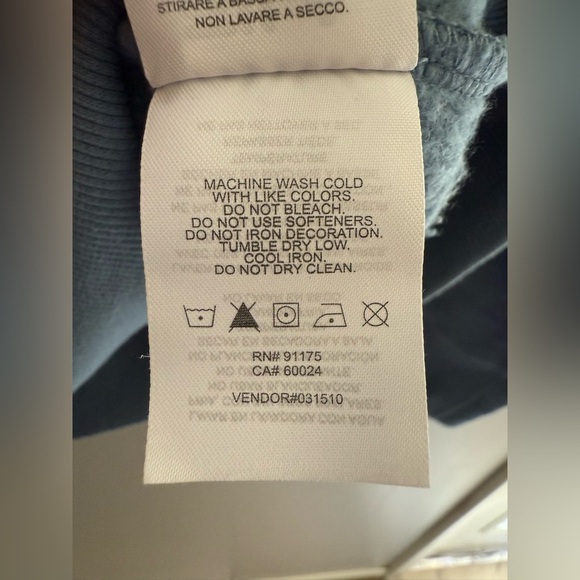 STIRARE A BASSA
NON LAVARE A SECCO.
MACHINE WASH COLD
WITH LIKE COLORS.
DO NOT BLEACH.
DO NOT USE SOFTENERS.
DO NOT IRON DECORATION.
TUMBLE DRY LOW.
COOL IRON.
DO NOT DRY CLEAN.
RN# 91175
CA# 60024
VENDOR#031510